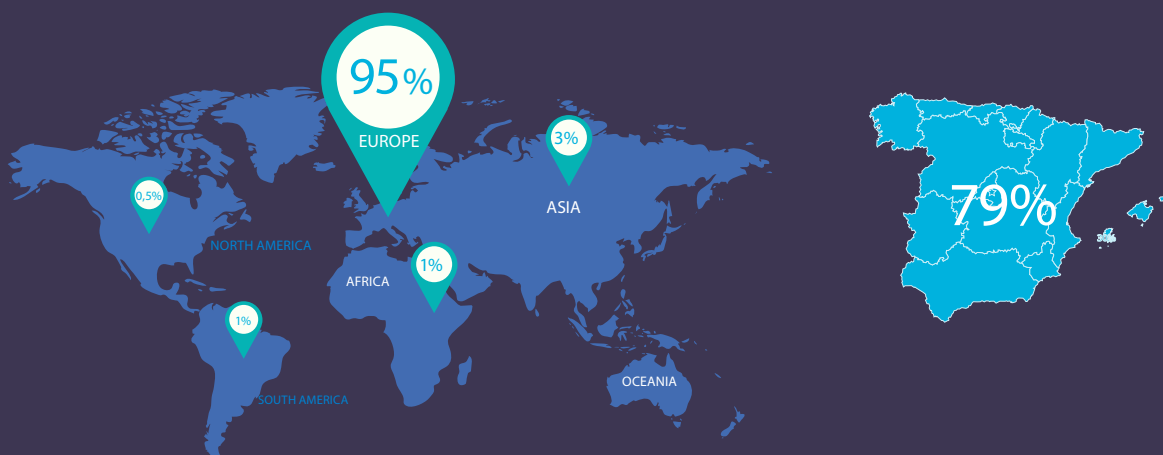 95%
EUROPE
3%
ASIA
0,5%
NORTH AMERICA
79%
1%
AFRICA
1%
OCEANIA
SOUTH AMERICA